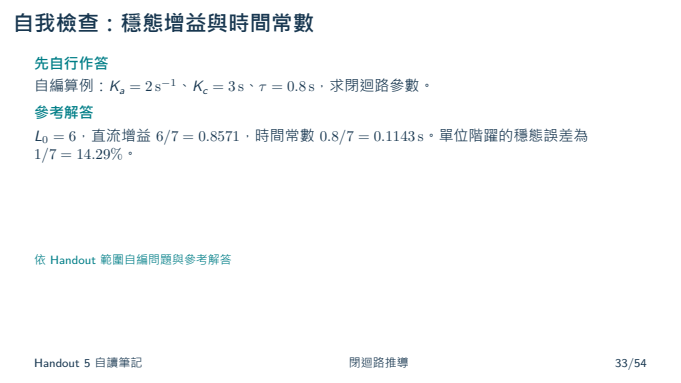 自我檢查：穩態增益與時間常數
先自行作答
自編算例：Kₐ = 2 s⁻¹、K_c = 3 s、τ = 0.8 s，求閉迴路參數。
參考解答
L₀ = 6，直流增益 6/7 = 0.8571，時間常數 0.8/7 = 0.1143 s。單位階躍的穩態誤差為
1/7 = 14.29%。
依 Handout 範圍自編問題與參考解答
Handout 5 自讀筆記
閉迴路推導
33/54